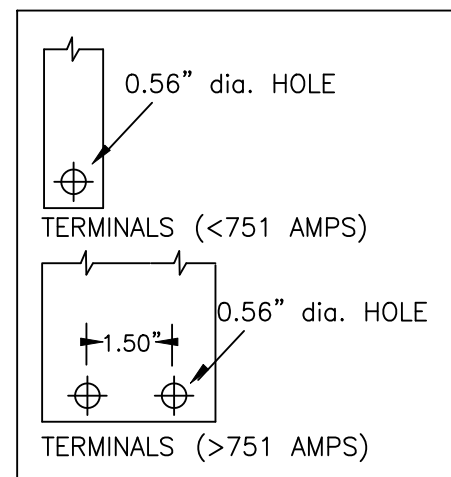 0.56” dia. HOLE
TERMINALS (<751 AMPS)
0.56” dia. HOLE
1.50”
TERMINALS (>751 AMPS)